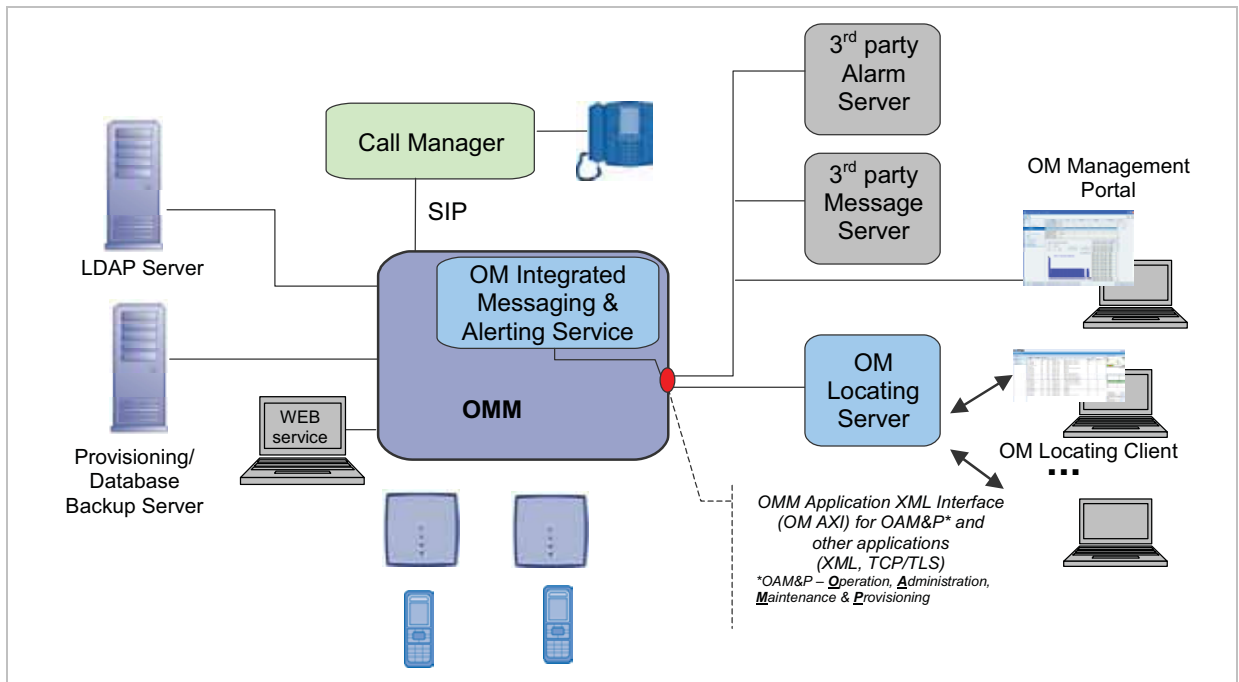 3rd party
Alarm
Server
Call Manager
3rd party
Message
Server
OM Management
Portal
SIP
LDAP Server
OM Integrated
Messaging &
Alerting Service
OM
Locating
Server
OMM
WEB
service
Provisioning/
Database
Backup Server
OM Locating Client
...
OMM Application XML Interface
(OM AXI) for OAM&P* and
other applications
(XML, TCP/TLS)
*OAM&P – Operation, Administration,
Maintenance & Provisioning